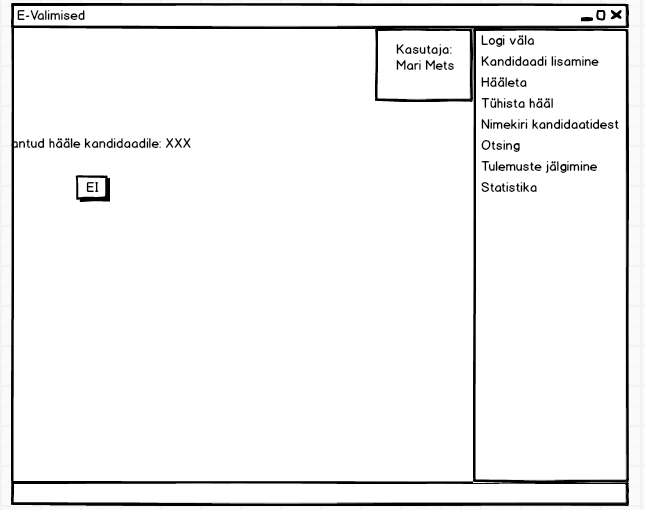 E-Valimised
Kasutaja:
Mari Mets
Logi väla
Kandidaadi lisamine
Hääleta
Tühista hääl
Nimekiri kandidaatidest
Otsing
Tulemuste jälgimine
Statistika
antud hääle kandidaadile: XXX
EI